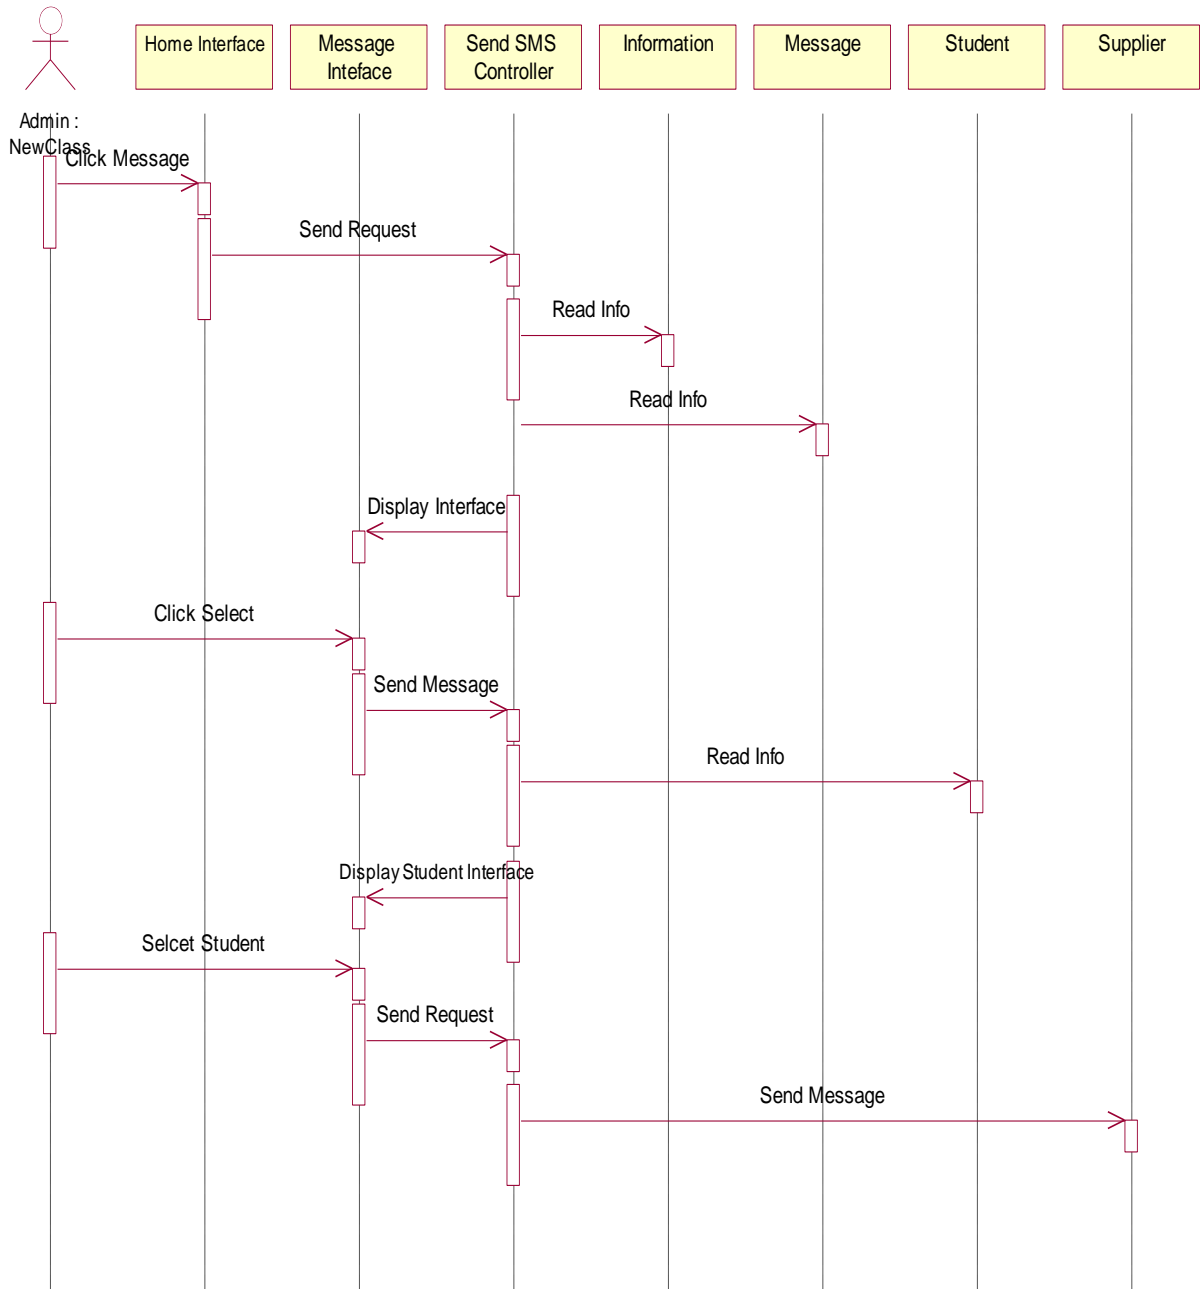 Home Interface
Message
Inteface
Send SMS
Controller
Information
Message
Student
Supplier
Admin :
NewClass
Click Message
Send Request
Read Info
Read Info
Display Interface
Click Select
Send Message
Read Info
Display Student Interface
Selcet Student
Send Request
Send Message